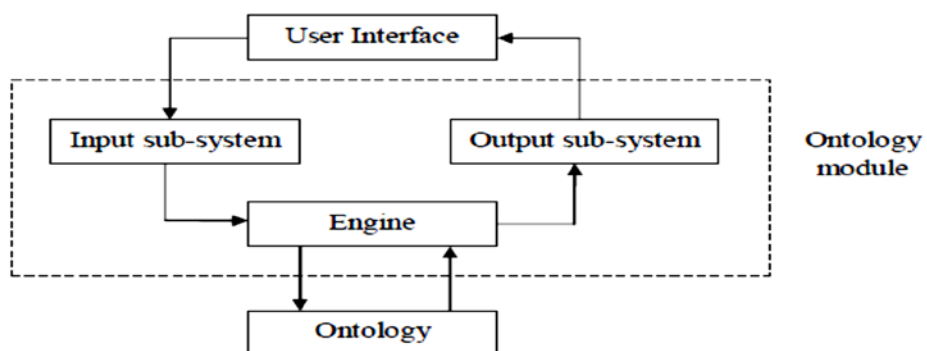 User Interface
Input sub-system
Output sub-system
Ontology
module
Engine
Ontology